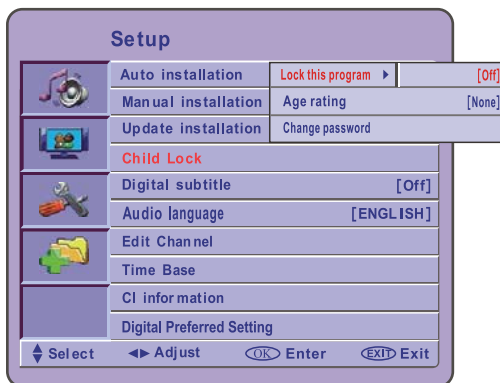 Setup
Auto installation
Lock this program [Off]
Manual installation
Age rating [None]
Update installation
Change password
Child Lock
Digital subtitle [Off]
Audio language [ENGLISH]
Edit Channel
Time Base
CI information
Digital Preferred Setting
Select Adjust OK Enter EXIT Exit